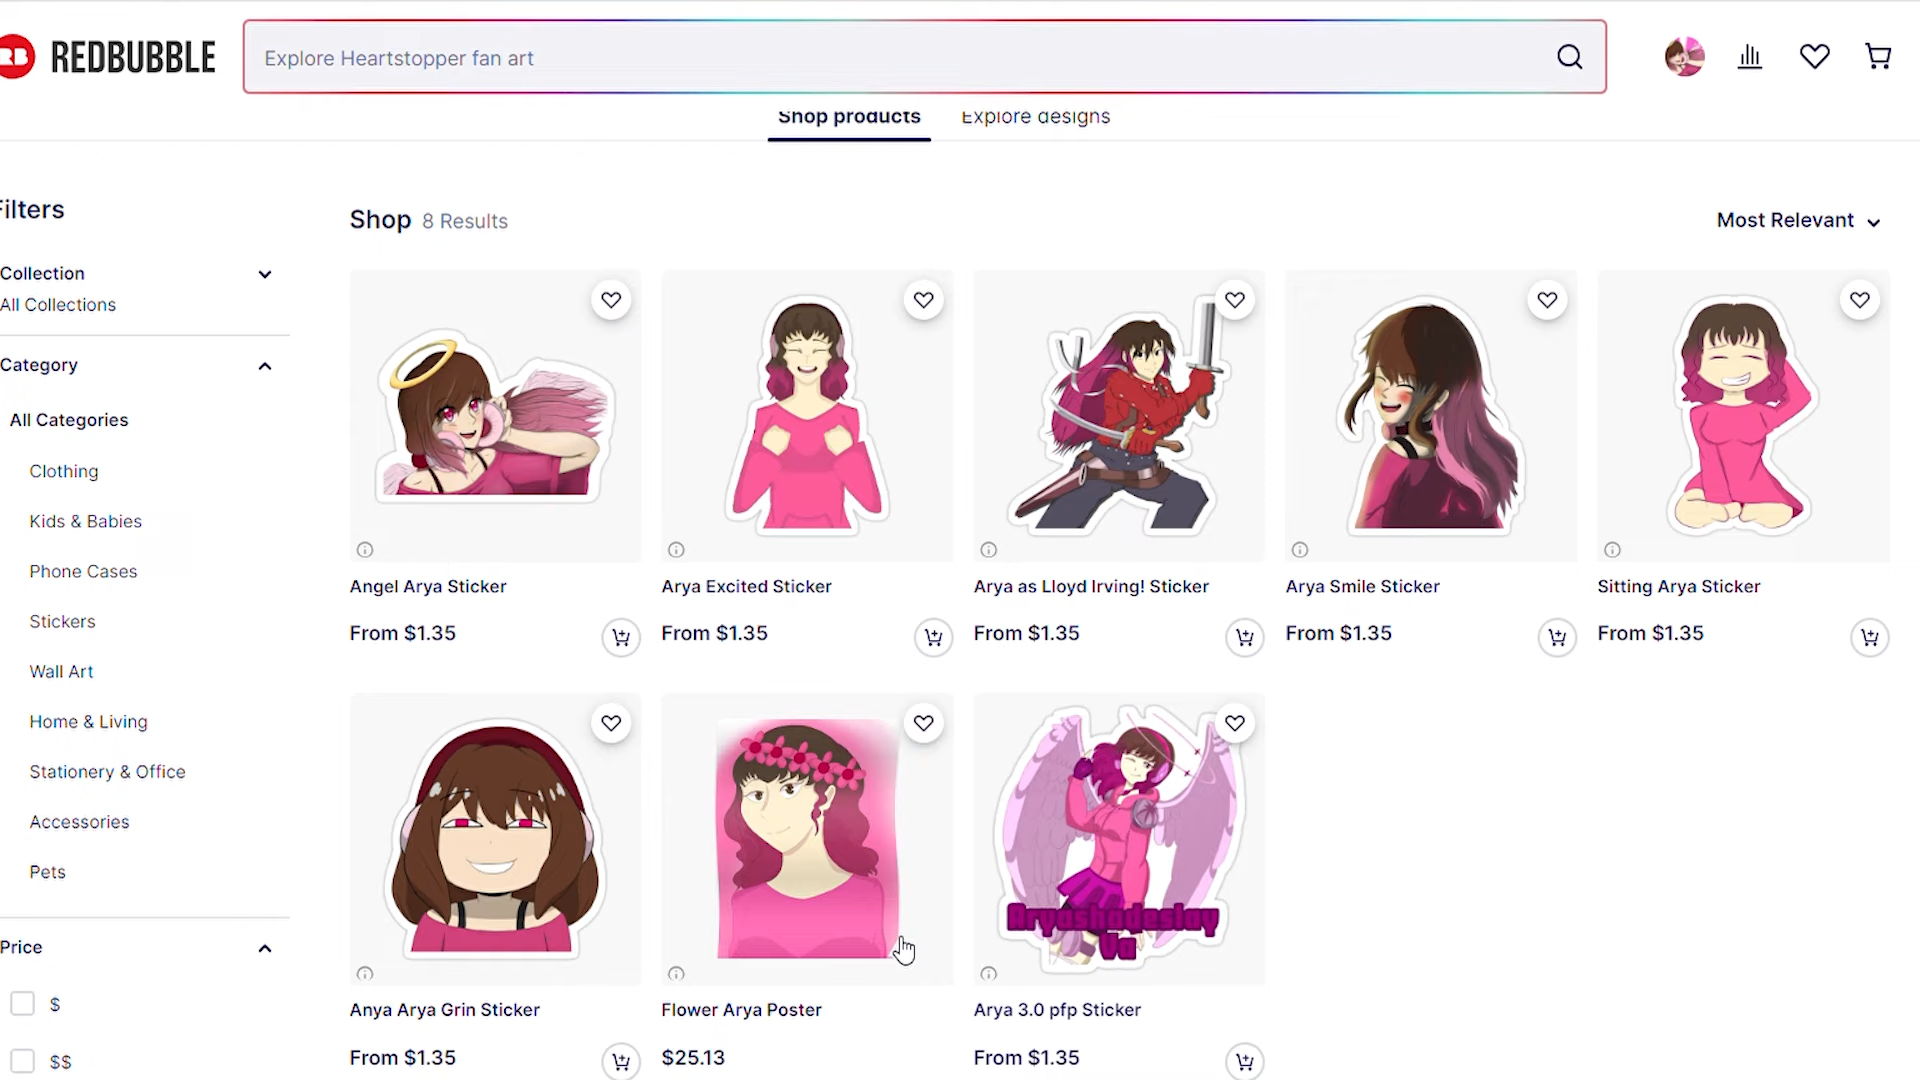 RB REDBUBBLE
Explore Heartstopper fan art
Shop products Explore designs
Filters
Shop 8 Results
Most Relevant
Collection
All Collections
Category
All Categories
Clothing
Kids & Babies
Phone Cases
Stickers
Wall Art
Home & Living
Stationery & Office
Accessories
Pets
Price
$
$$
Angel Arya Sticker
From $1.35
Arya Excited Sticker
From $1.35
Arya as Lloyd Irving! Sticker
From $1.35
Arya Smile Sticker
From $1.35
Sitting Arya Sticker
From $1.35
Anya Arya Grin Sticker
From $1.35
Flower Arya Poster
$25.13
Aryashadeslay
Va
Arya 3.0 pfp Sticker
From $1.35